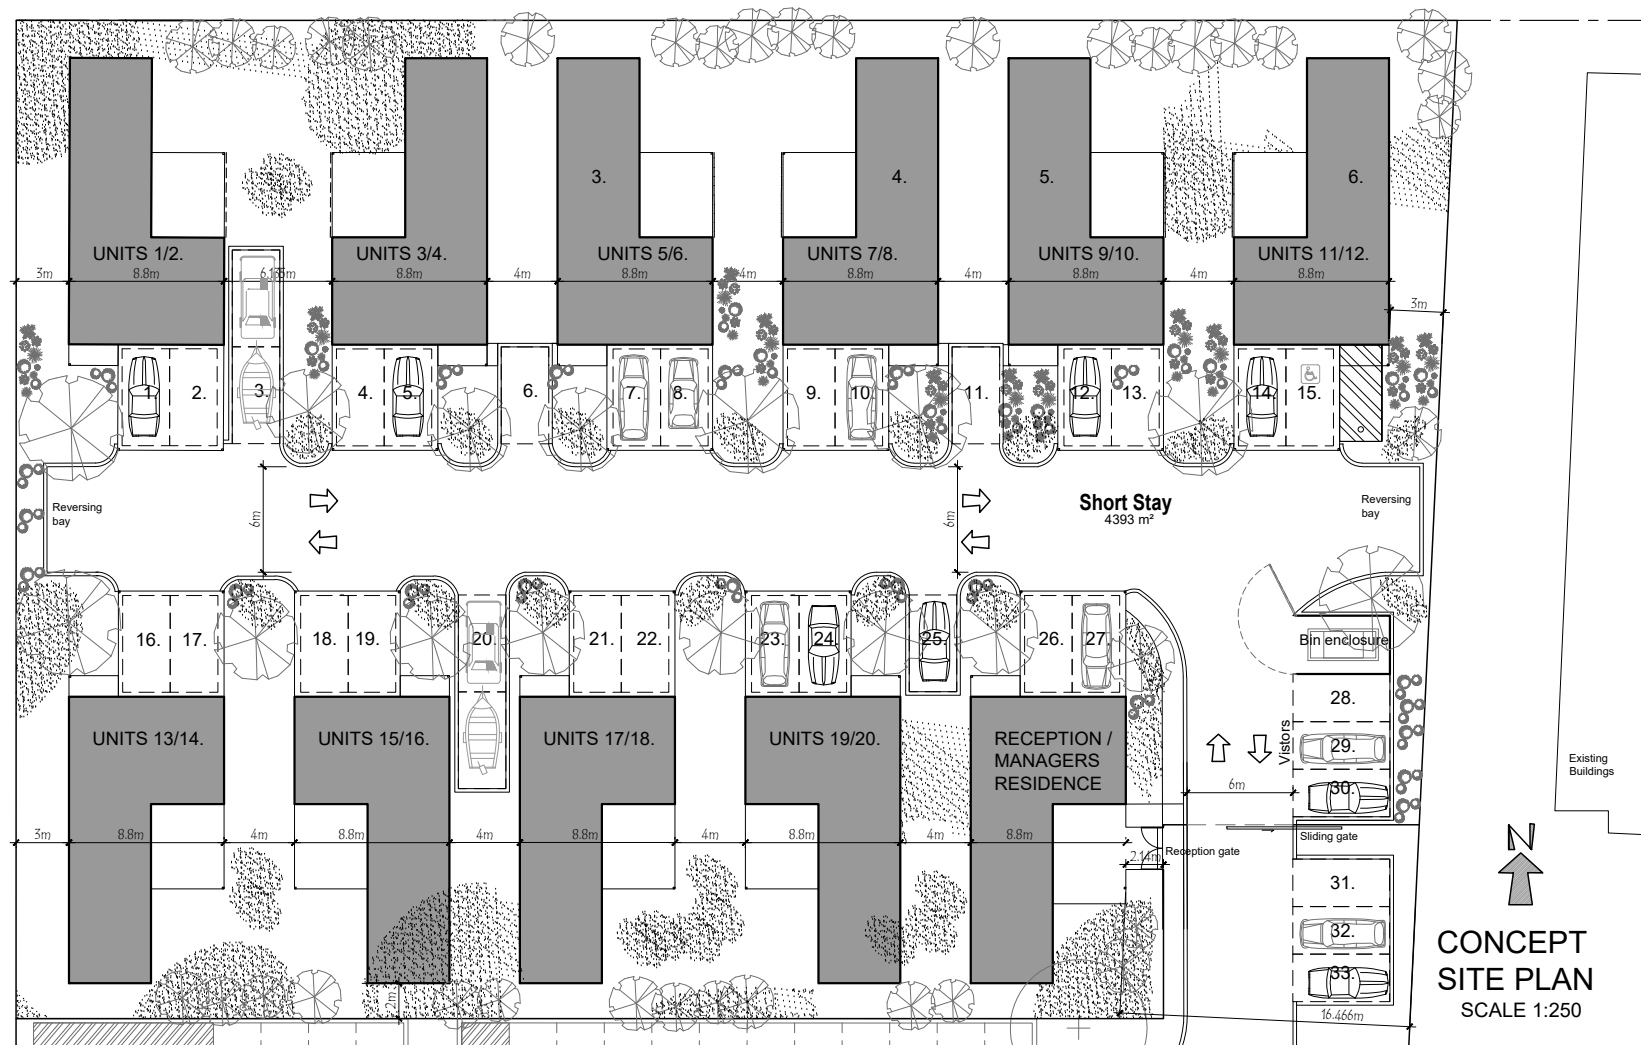 3.
4.
5.
6.
UNITS 1/2.
UNITS 3/4.
UNITS 5/6.
UNITS 7/8.
UNITS 9/10.
UNITS 11/12.
3m
8.8m
6.135m
8.8m
4m
8.8m
4m
8.8m
4m
8.8m
4m
8.8m
3m
1.
2.
3.
4.
5.
6.
7.
8.
9.
10.
11.
12.
13.
14.
15.
Reversing
bay
6m
6m
Short Stay
4393 m²
Reversing
bay
16.
17.
18.
19.
20.
21.
22.
23.
24.
25.
26.
27.
Bin enclosure
28.
29.
30.
Vistors
UNITS 13/14.
UNITS 15/16.
UNITS 17/18.
UNITS 19/20.
RECEPTION /
MANAGERS
RESIDENCE
Existing
Buildings
6m
3m
8.8m
4m
8.8m
4m
8.8m
4m
8.8m
4m
8.8m
2.14m
Reception gate
Sliding gate
31.
32.
33.
2m
16.466m
N
CONCEPT
SITE PLAN
SCALE 1:250